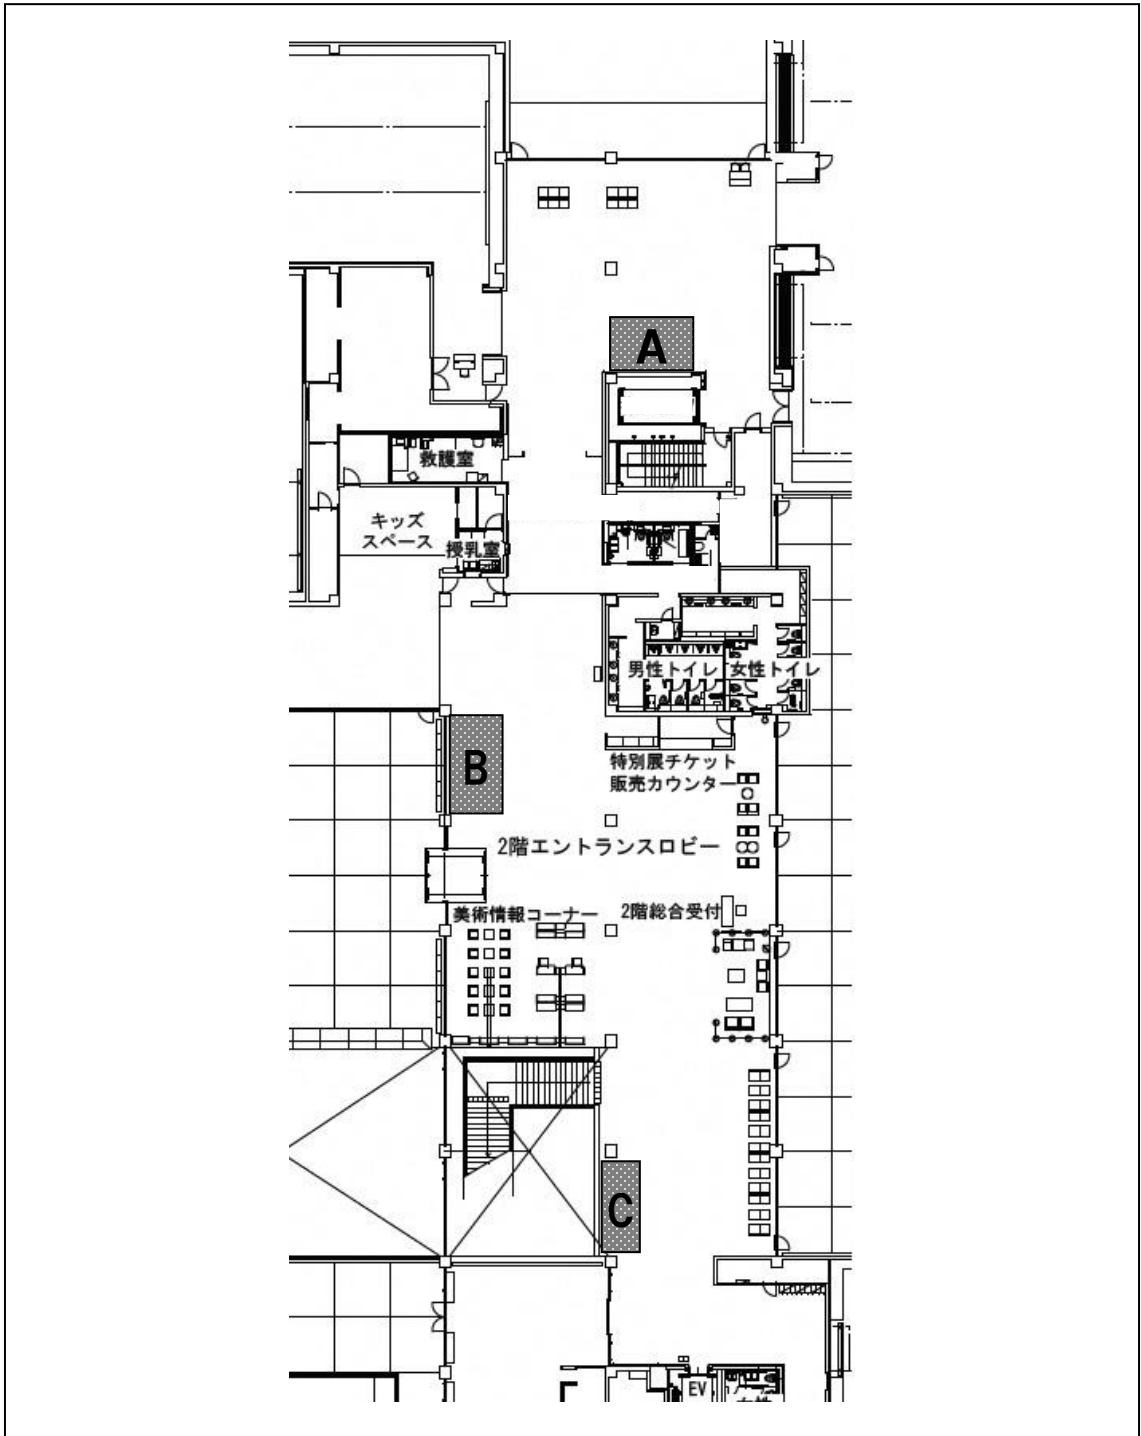 A
救護室
キッズ
スペース
授乳室
男性トイレ
女性トイレ
B
特別展チケット
販売カウンター
2階エントランスロビー
美術情報コーナー
2階総合受付
C
EV